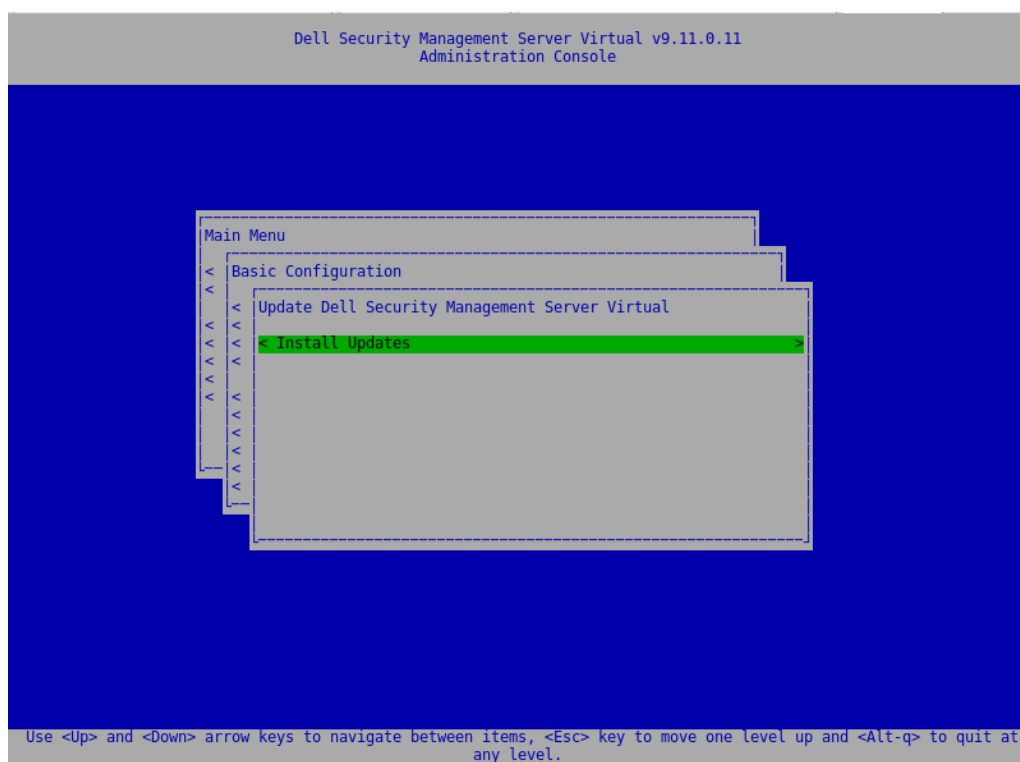 Dell Security Management Server Virtual v9.11.0.11
Administration Console
Main Menu
< Basic Configuration
<
< Update Dell Security Management Server Virtual
< <
< < < Install Updates >
< <
<
< <
<
<
<
<
<
Use <Up> and <Down> arrow keys to navigate between items, <Esc> key to move one level up and <Alt-q> to quit at
any level.